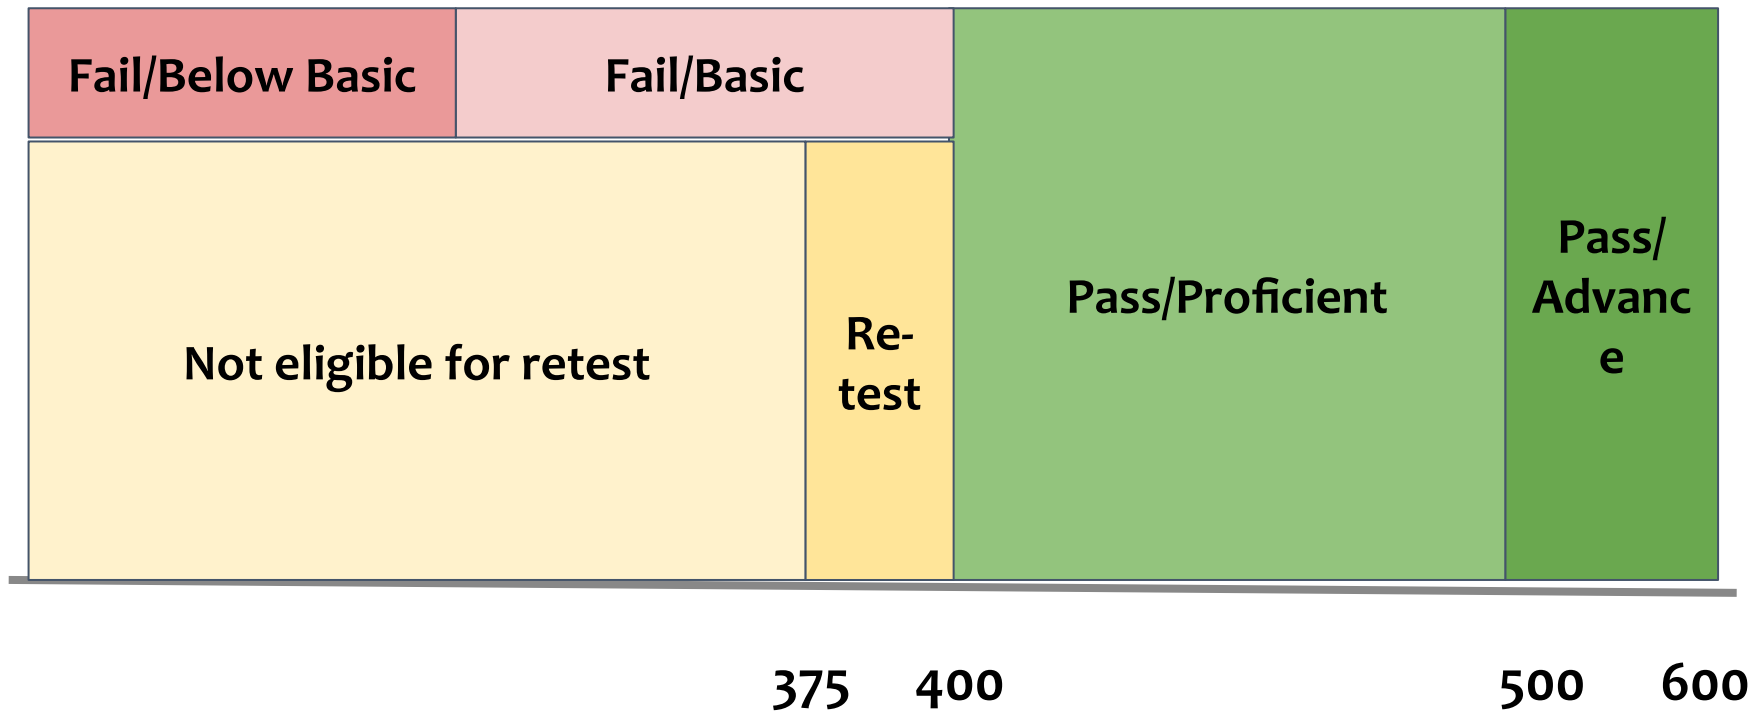 Fail/Below Basic
Fail/Basic
Not eligible for retest
Re-
test
Pass/Proficient
Pass/
Advanc
e
375
400
500
600